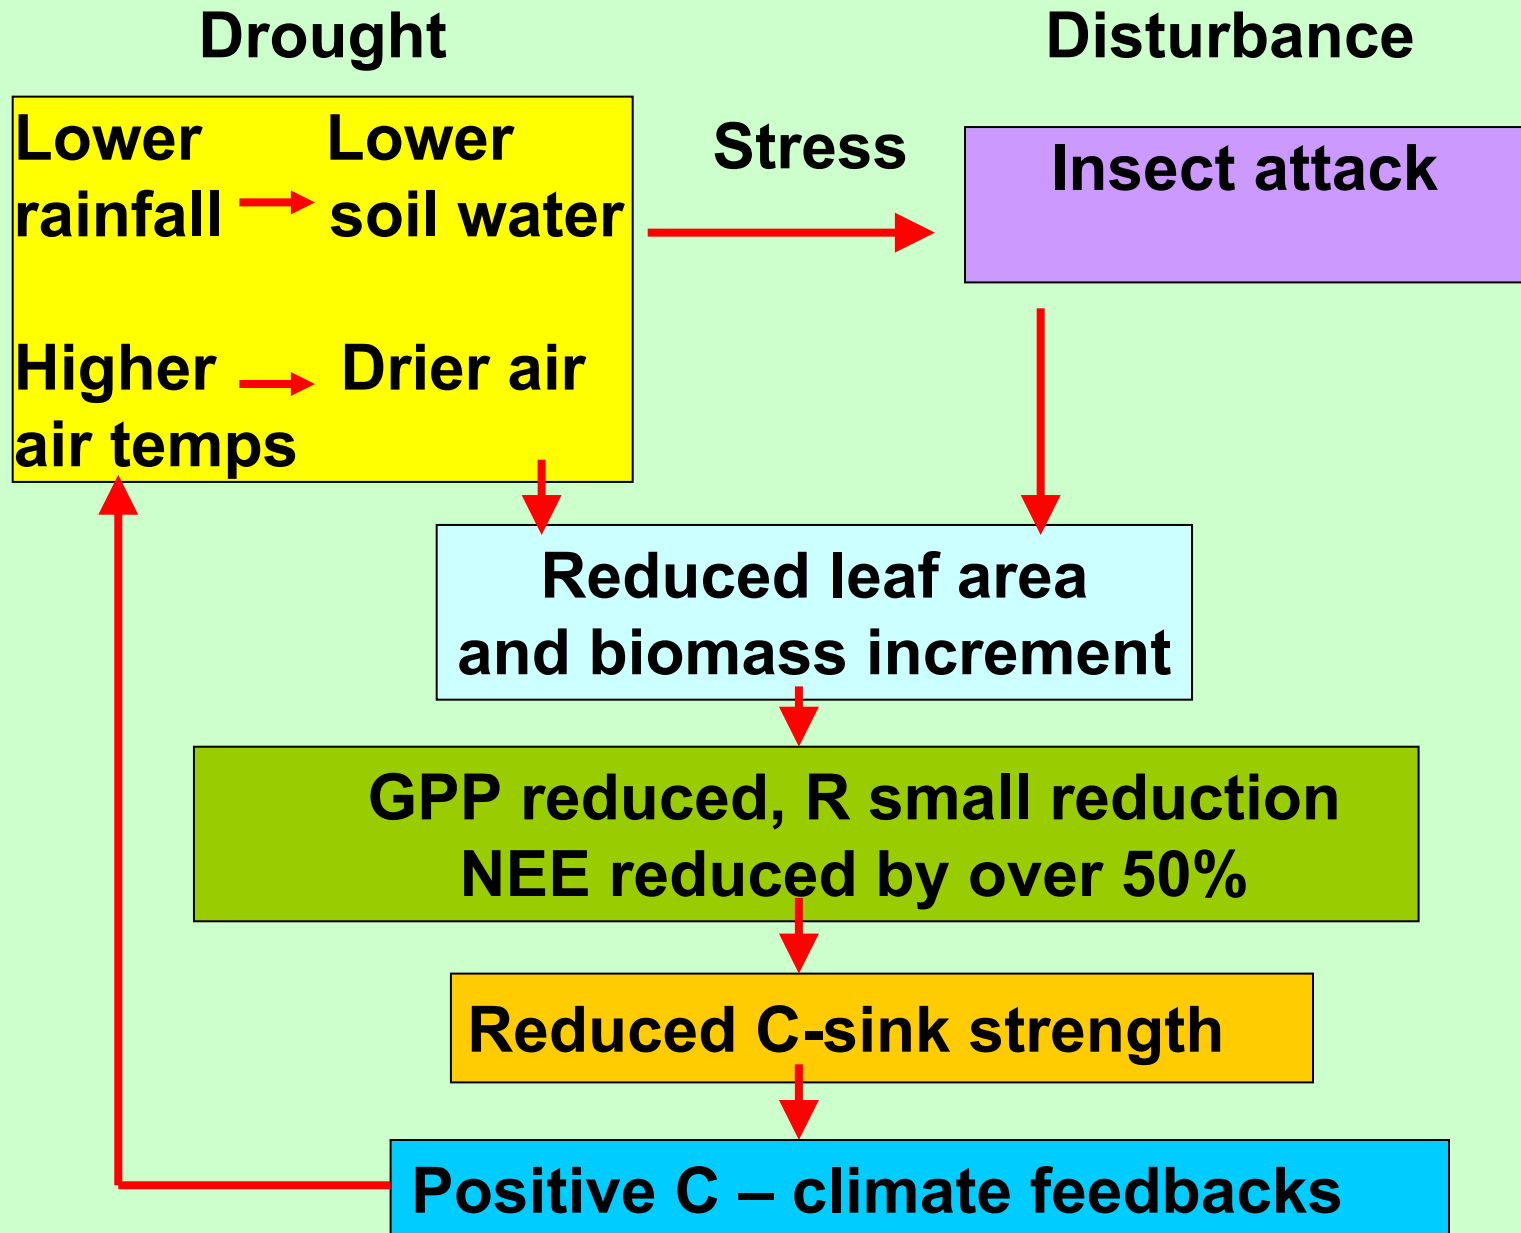 Drought
Disturbance
Lower Lower
rainfall soil water
Higher Drier air
air temps
Stress
Insect attack
Reduced leaf area
and biomass increment
GPP reduced, R small reduction
NEE reduced by over 50%
Reduced C-sink strength
Positive C – climate feedbacks